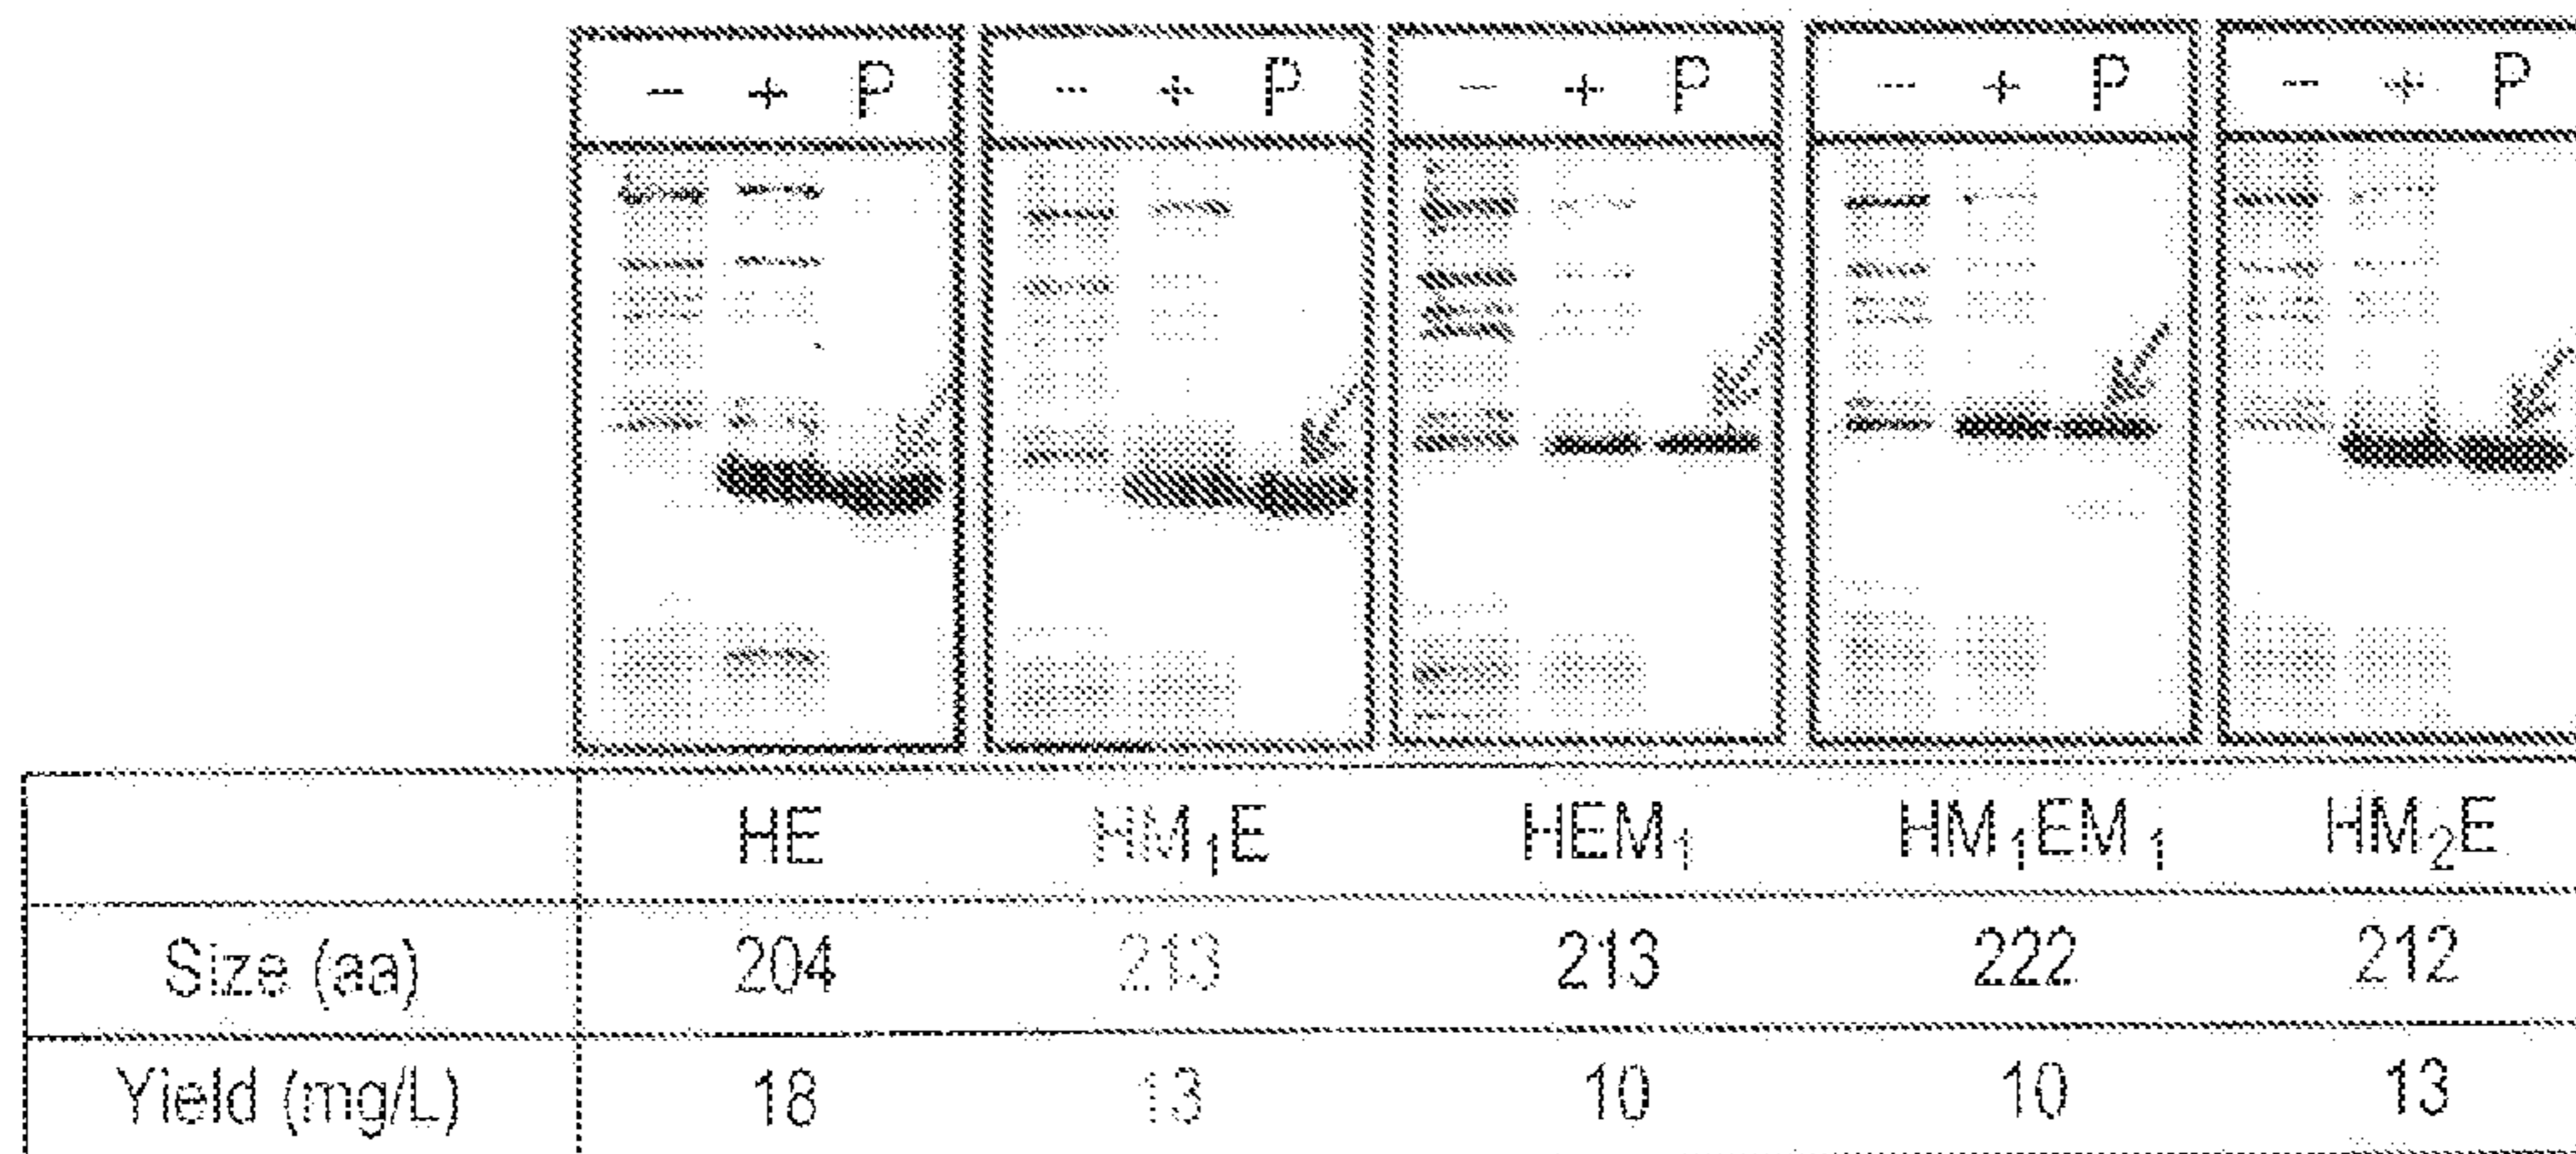 - + P - + P - + P - + P - + P
HE HM₁E HEM₁ HM₁EM₁ HM₂E
Size (aa) 204 213 213 222 212
Yield (mg/L) 18 13 10 10 13